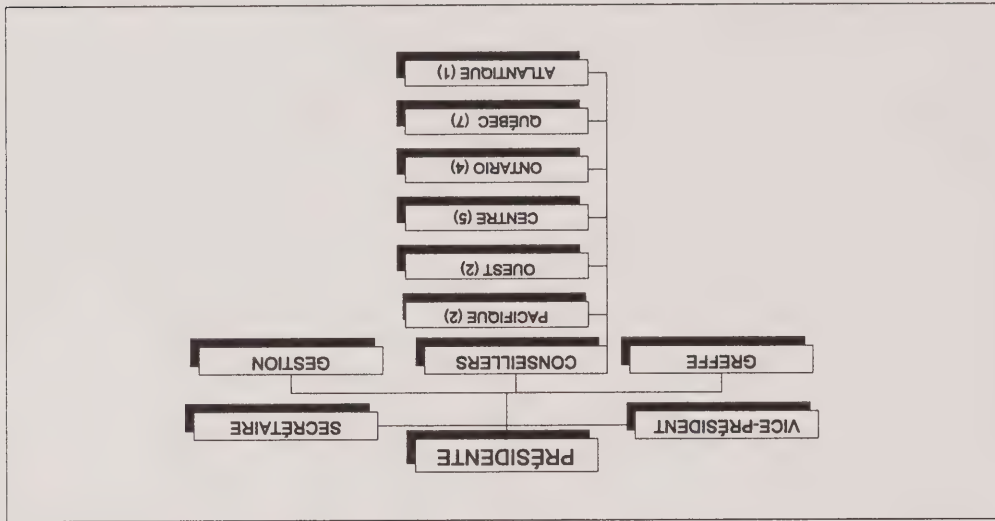 PRÉSIDENTE
VICE-PRÉSIDENT
SECRÉTAIRE
GREFFE
CONSEILLERS
GESTION
PACIFIQUE (2)
OUEST (2)
CENTRE (5)
ONTARIO (4)
QUÉBEC (7)
ATLANTIQUE (1)